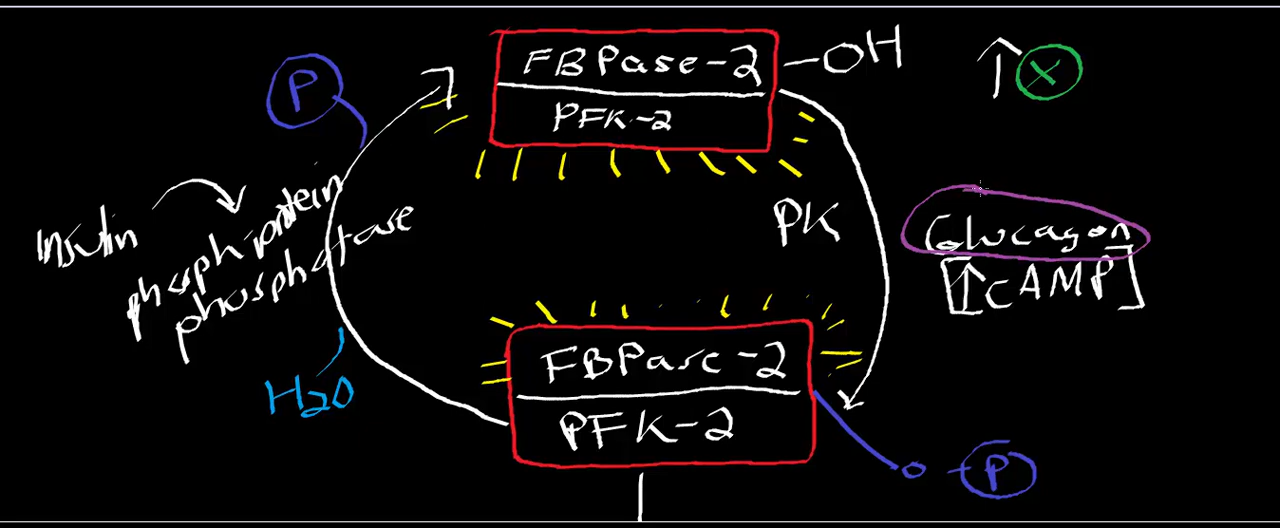 FBPase-2 -OH
PFK-2
P
↑ X
Insulin
phosphoprotein
phosphatase
PK
Glucagon
[↑cAMP]
H2O
FBPase-2
PFK-2
o - P